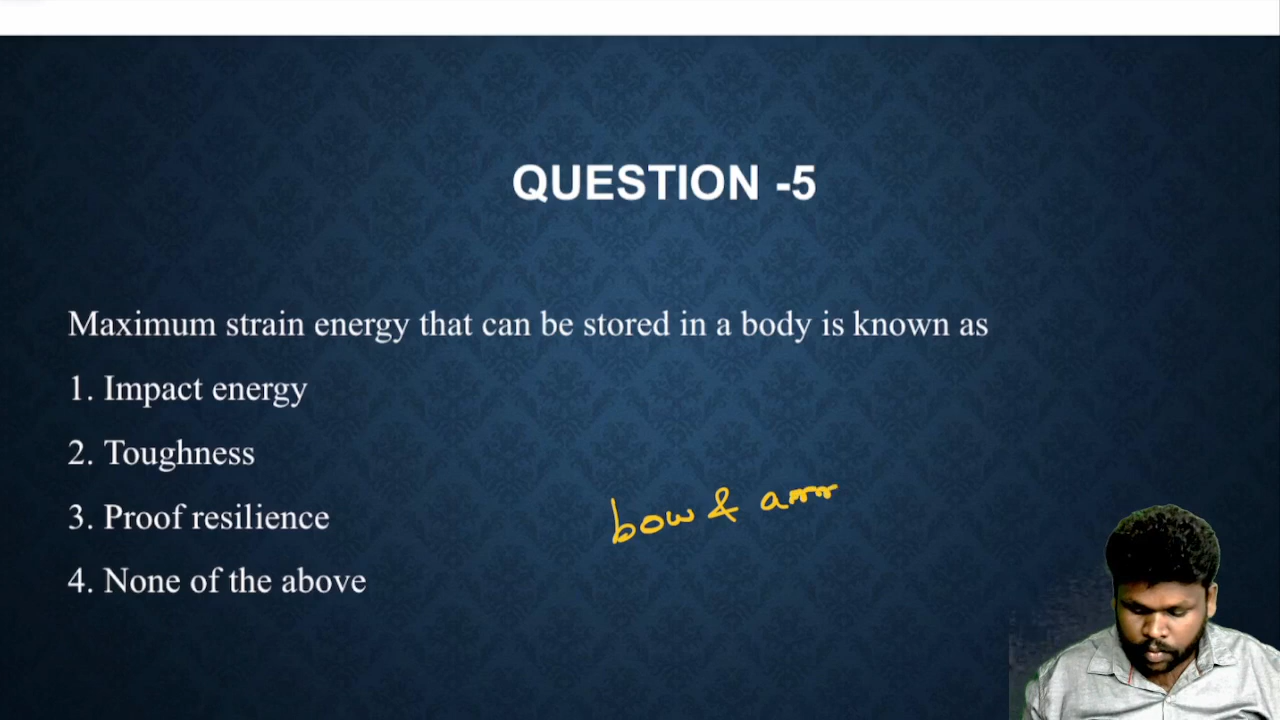 QUESTION -5
Maximum strain energy that can be stored in a body is known as
1. Impact energy
2. Toughness
3. Proof resilience
4. None of the above
bow &